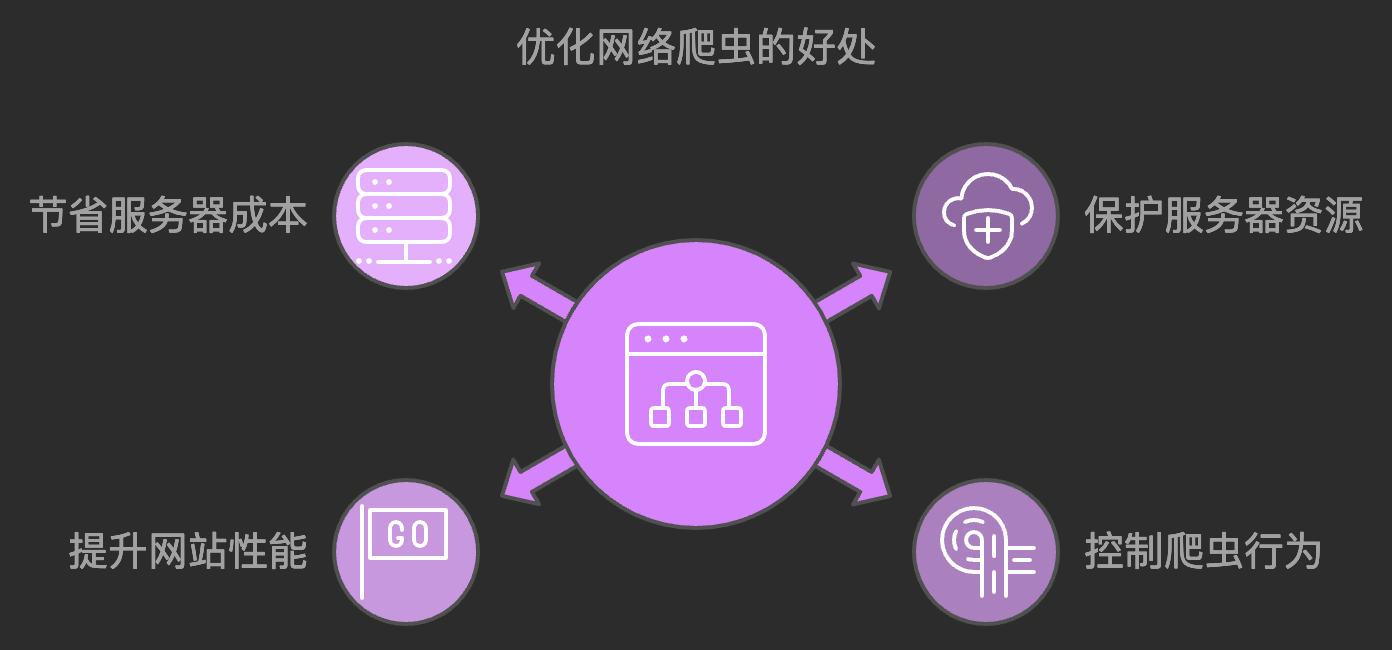 优化网络爬虫的好处
节省服务器成本
保护服务器资源
GO
提升网站性能
控制爬虫行为